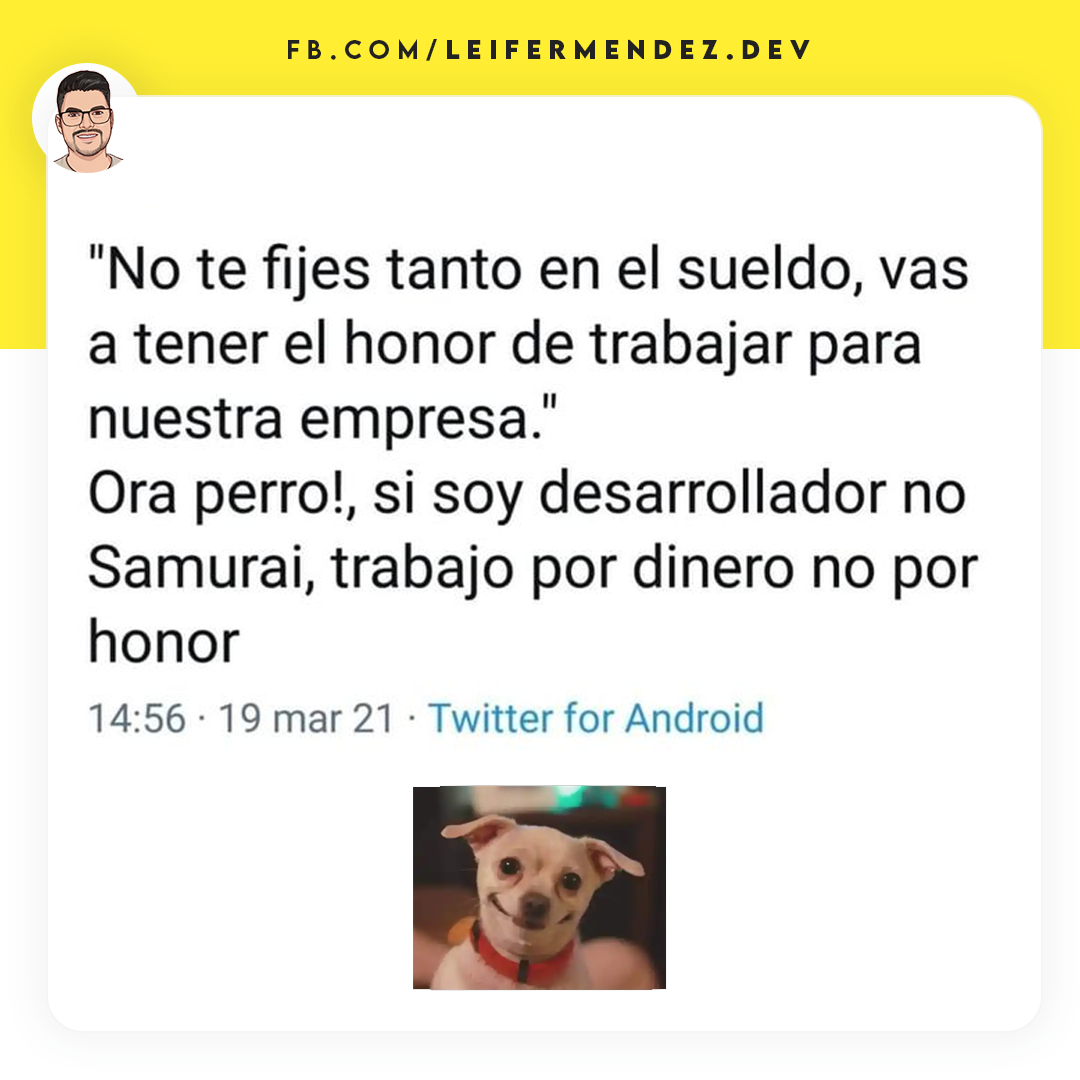 FB.COM/LEIFERMENDEZ.DEV
"No te fijes tanto en el sueldo, vas
a tener el honor de trabajar para
nuestra empresa."
Ora perro!, si soy desarrollador no
Samurai, trabajo por dinero no por
honor
14:56 · 19 mar 21 · Twitter for Android